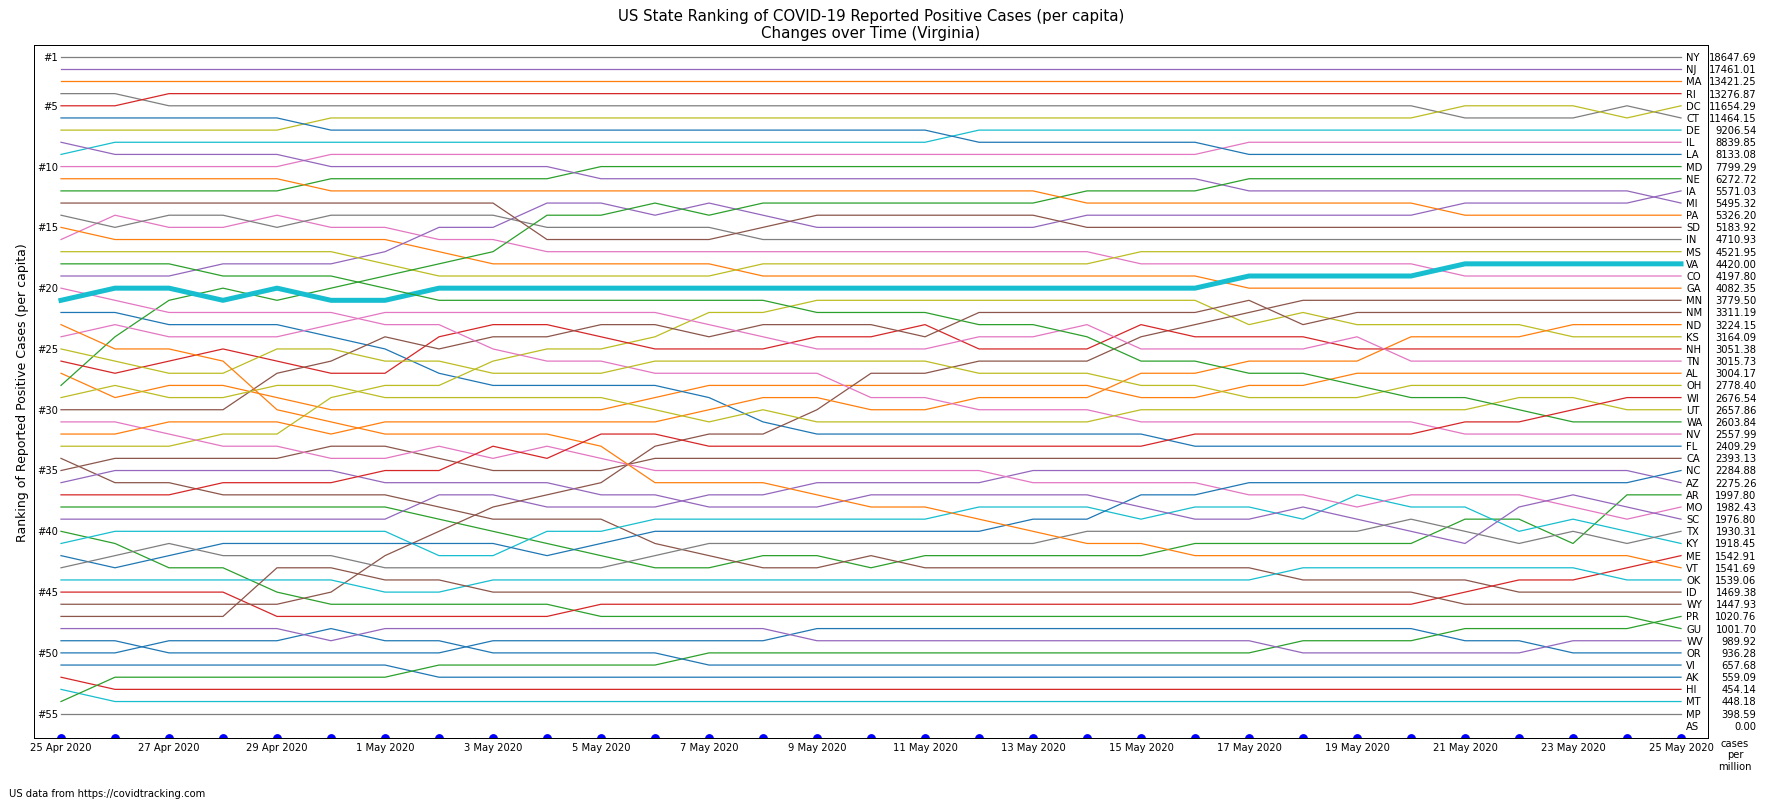 US State Ranking of COVID-19 Reported Positive Cases (per capita)
Changes over Time (Virginia)
Ranking of Reported Positive Cases (per capita)
#1
#5
#10
#15
#20
#25
#30
#35
#40
#45
#50
#55
NY 18647.69
NJ 17461.01
MA 13421.25
RI 13276.87
DC 11654.29
CT 11464.15
DE 9206.54
IL 8839.85
LA 8133.08
MD 7799.29
NE 6272.72
IA 5571.03
MI 5495.32
PA 5326.20
SD 5183.92
IN 4710.93
MS 4521.95
VA 4420.00
CO 4197.80
GA 4082.35
MN 3779.50
NM 3311.19
ND 3224.15
KS 3164.09
NH 3051.38
TN 3015.73
AL 3004.17
OH 2778.40
WI 2676.54
UT 2657.86
WA 2603.84
NV 2557.99
FL 2409.29
CA 2393.13
NC 2284.88
AZ 2275.26
AR 1997.80
MO 1982.43
SC 1976.80
TX 1930.31
KY 1918.45
ME 1542.91
VT 1541.69
OK 1539.06
ID 1469.38
WY 1447.93
PR 1020.76
GU 1001.70
WV 989.92
OR 936.28
VI 657.68
AK 559.09
HI 454.14
MT 448.18
MP 398.59
AS 0.00
25 Apr 2020 27 Apr 2020 29 Apr 2020 1 May 2020 3 May 2020 5 May 2020 7 May 2020 9 May 2020 11 May 2020 13 May 2020 15 May 2020 17 May 2020 19 May 2020 21 May 2020 23 May 2020 25 May 2020
cases
per
million
US data from https://covidtracking.com